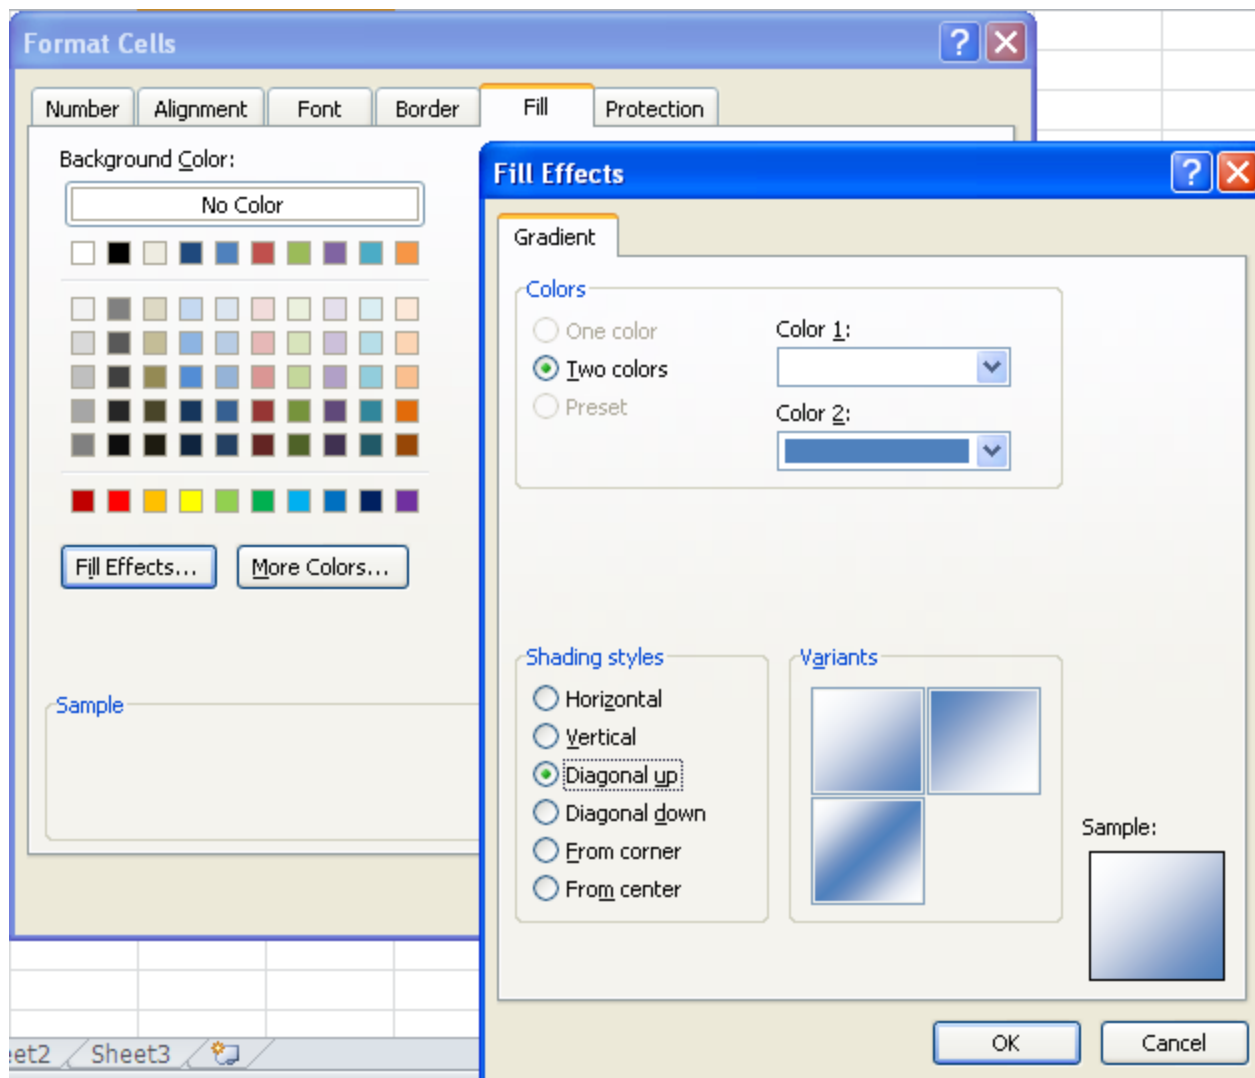 Format Cells
Number Alignment Font Border Fill Protection
Background Color:
No Color
Fill Effects... More Colors...
Sample
Fill Effects
Gradient
Colors
One color
Two colors
Preset
Color 1:
Color 2:
Shading styles
Horizontal
Vertical
Diagonal up
Diagonal down
From corner
From center
Variants
Sample:
OK Cancel
eet2 Sheet3